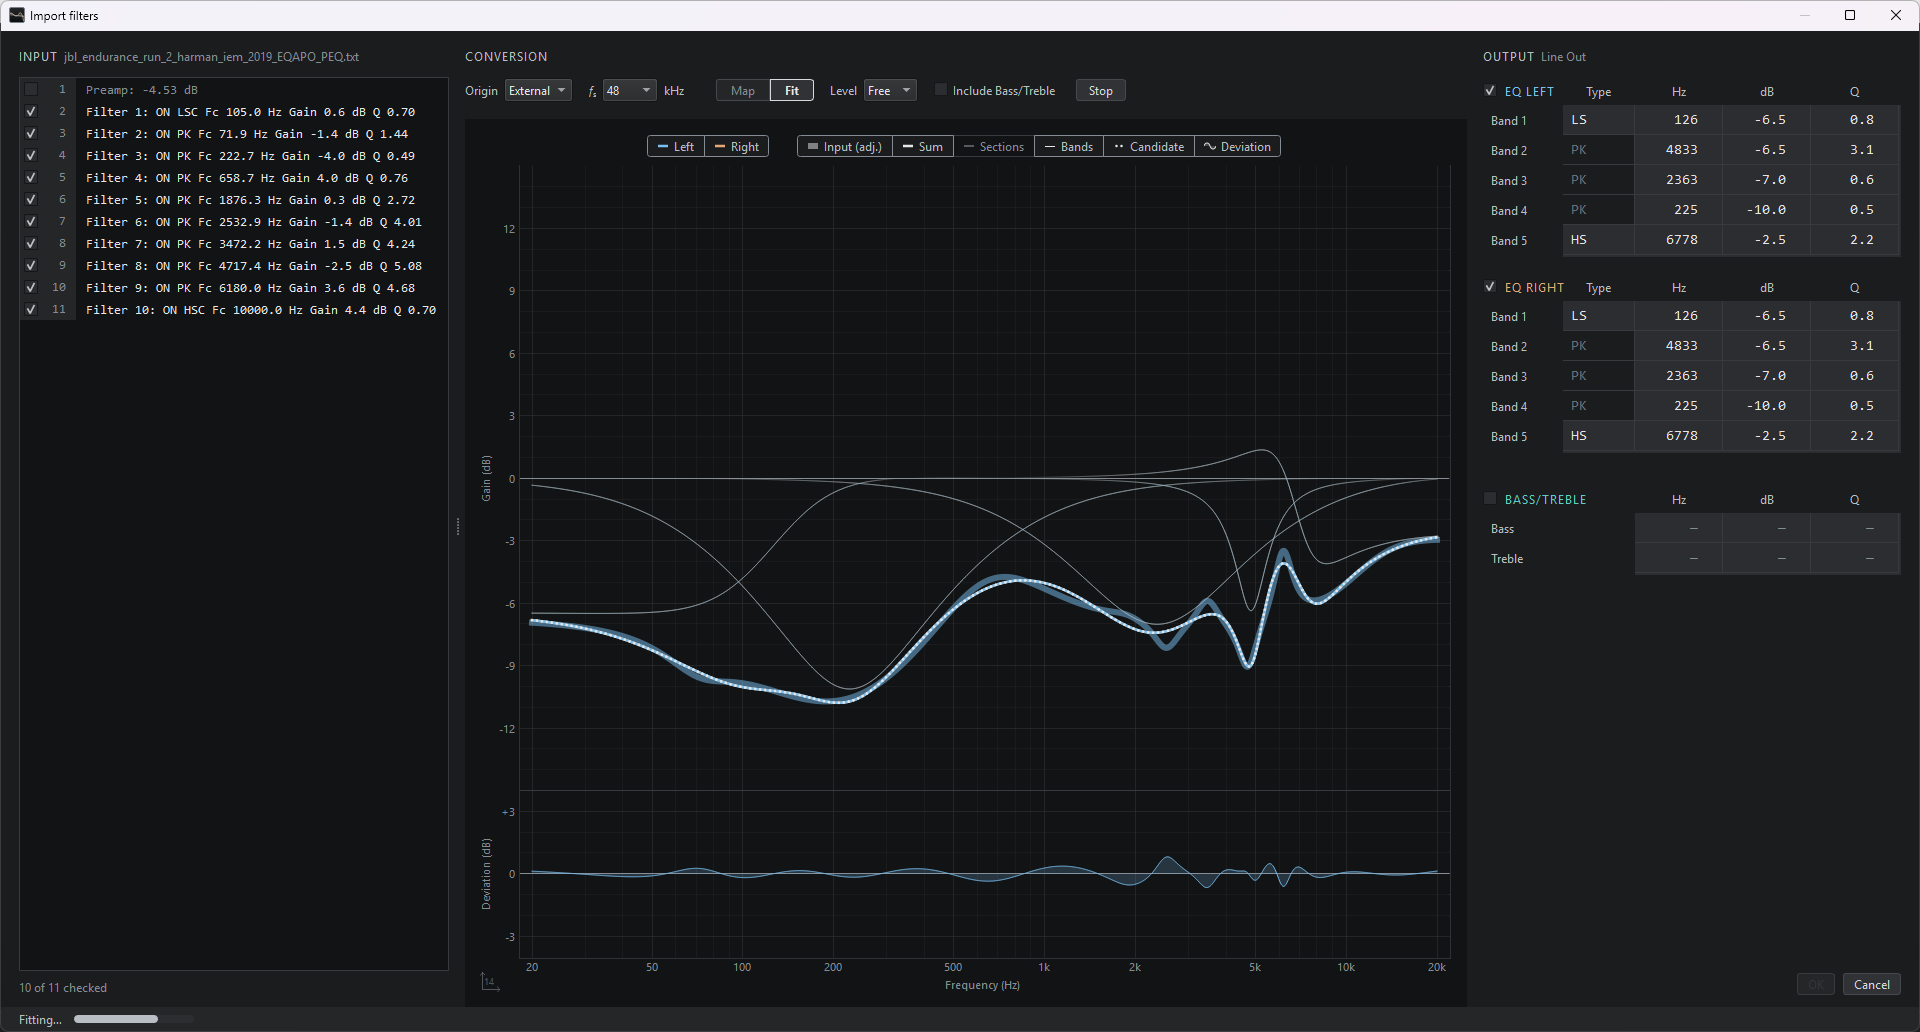 Import filters
INPUT jbl_endurance_run_2_harman_iem_2019_EQAPO_PEQ.txt
1 Preamp: -4.53 dB
2 Filter 1: ON LSC Fc 105.0 Hz Gain 0.6 dB Q 0.70
3 Filter 2: ON PK Fc 71.9 Hz Gain -1.4 dB Q 1.44
4 Filter 3: ON PK Fc 222.7 Hz Gain -4.0 dB Q 0.49
5 Filter 4: ON PK Fc 658.7 Hz Gain 4.0 dB Q 0.76
6 Filter 5: ON PK Fc 1876.3 Hz Gain 0.3 dB Q 2.72
7 Filter 6: ON PK Fc 2532.9 Hz Gain -1.4 dB Q 4.01
8 Filter 7: ON PK Fc 3472.2 Hz Gain 1.5 dB Q 4.24
9 Filter 8: ON PK Fc 4717.4 Hz Gain -2.5 dB Q 5.08
10 Filter 9: ON PK Fc 6180.0 Hz Gain 3.6 dB Q 4.68
11 Filter 10: ON HSC Fc 10000.0 Hz Gain 4.4 dB Q 0.70
10 of 11 checked
Fitting...
CONVERSION
Origin External fs 48 kHz Map Fit Level Free Include Bass/Treble Stop
Left Right Input (adj.) Sum Sections Bands Candidate Deviation
12
9
6
3
0
-3
-6
-9
-12
Gain (dB)
+3
0
-3
Deviation (dB)
20 50 100 200 500 1k 2k 5k 10k 20k
Frequency (Hz)
14
OUTPUT Line Out
EQ LEFT Type Hz dB Q
Band 1 LS 126 -6.5 0.8
Band 2 PK 4833 -6.5 3.1
Band 3 PK 2363 -7.0 0.6
Band 4 PK 225 -10.0 0.5
Band 5 HS 6778 -2.5 2.2
EQ RIGHT Type Hz dB Q
Band 1 LS 126 -6.5 0.8
Band 2 PK 4833 -6.5 3.1
Band 3 PK 2363 -7.0 0.6
Band 4 PK 225 -10.0 0.5
Band 5 HS 6778 -2.5 2.2
BASS/TREBLE Hz dB Q
Bass – – –
Treble – – –
OK Cancel